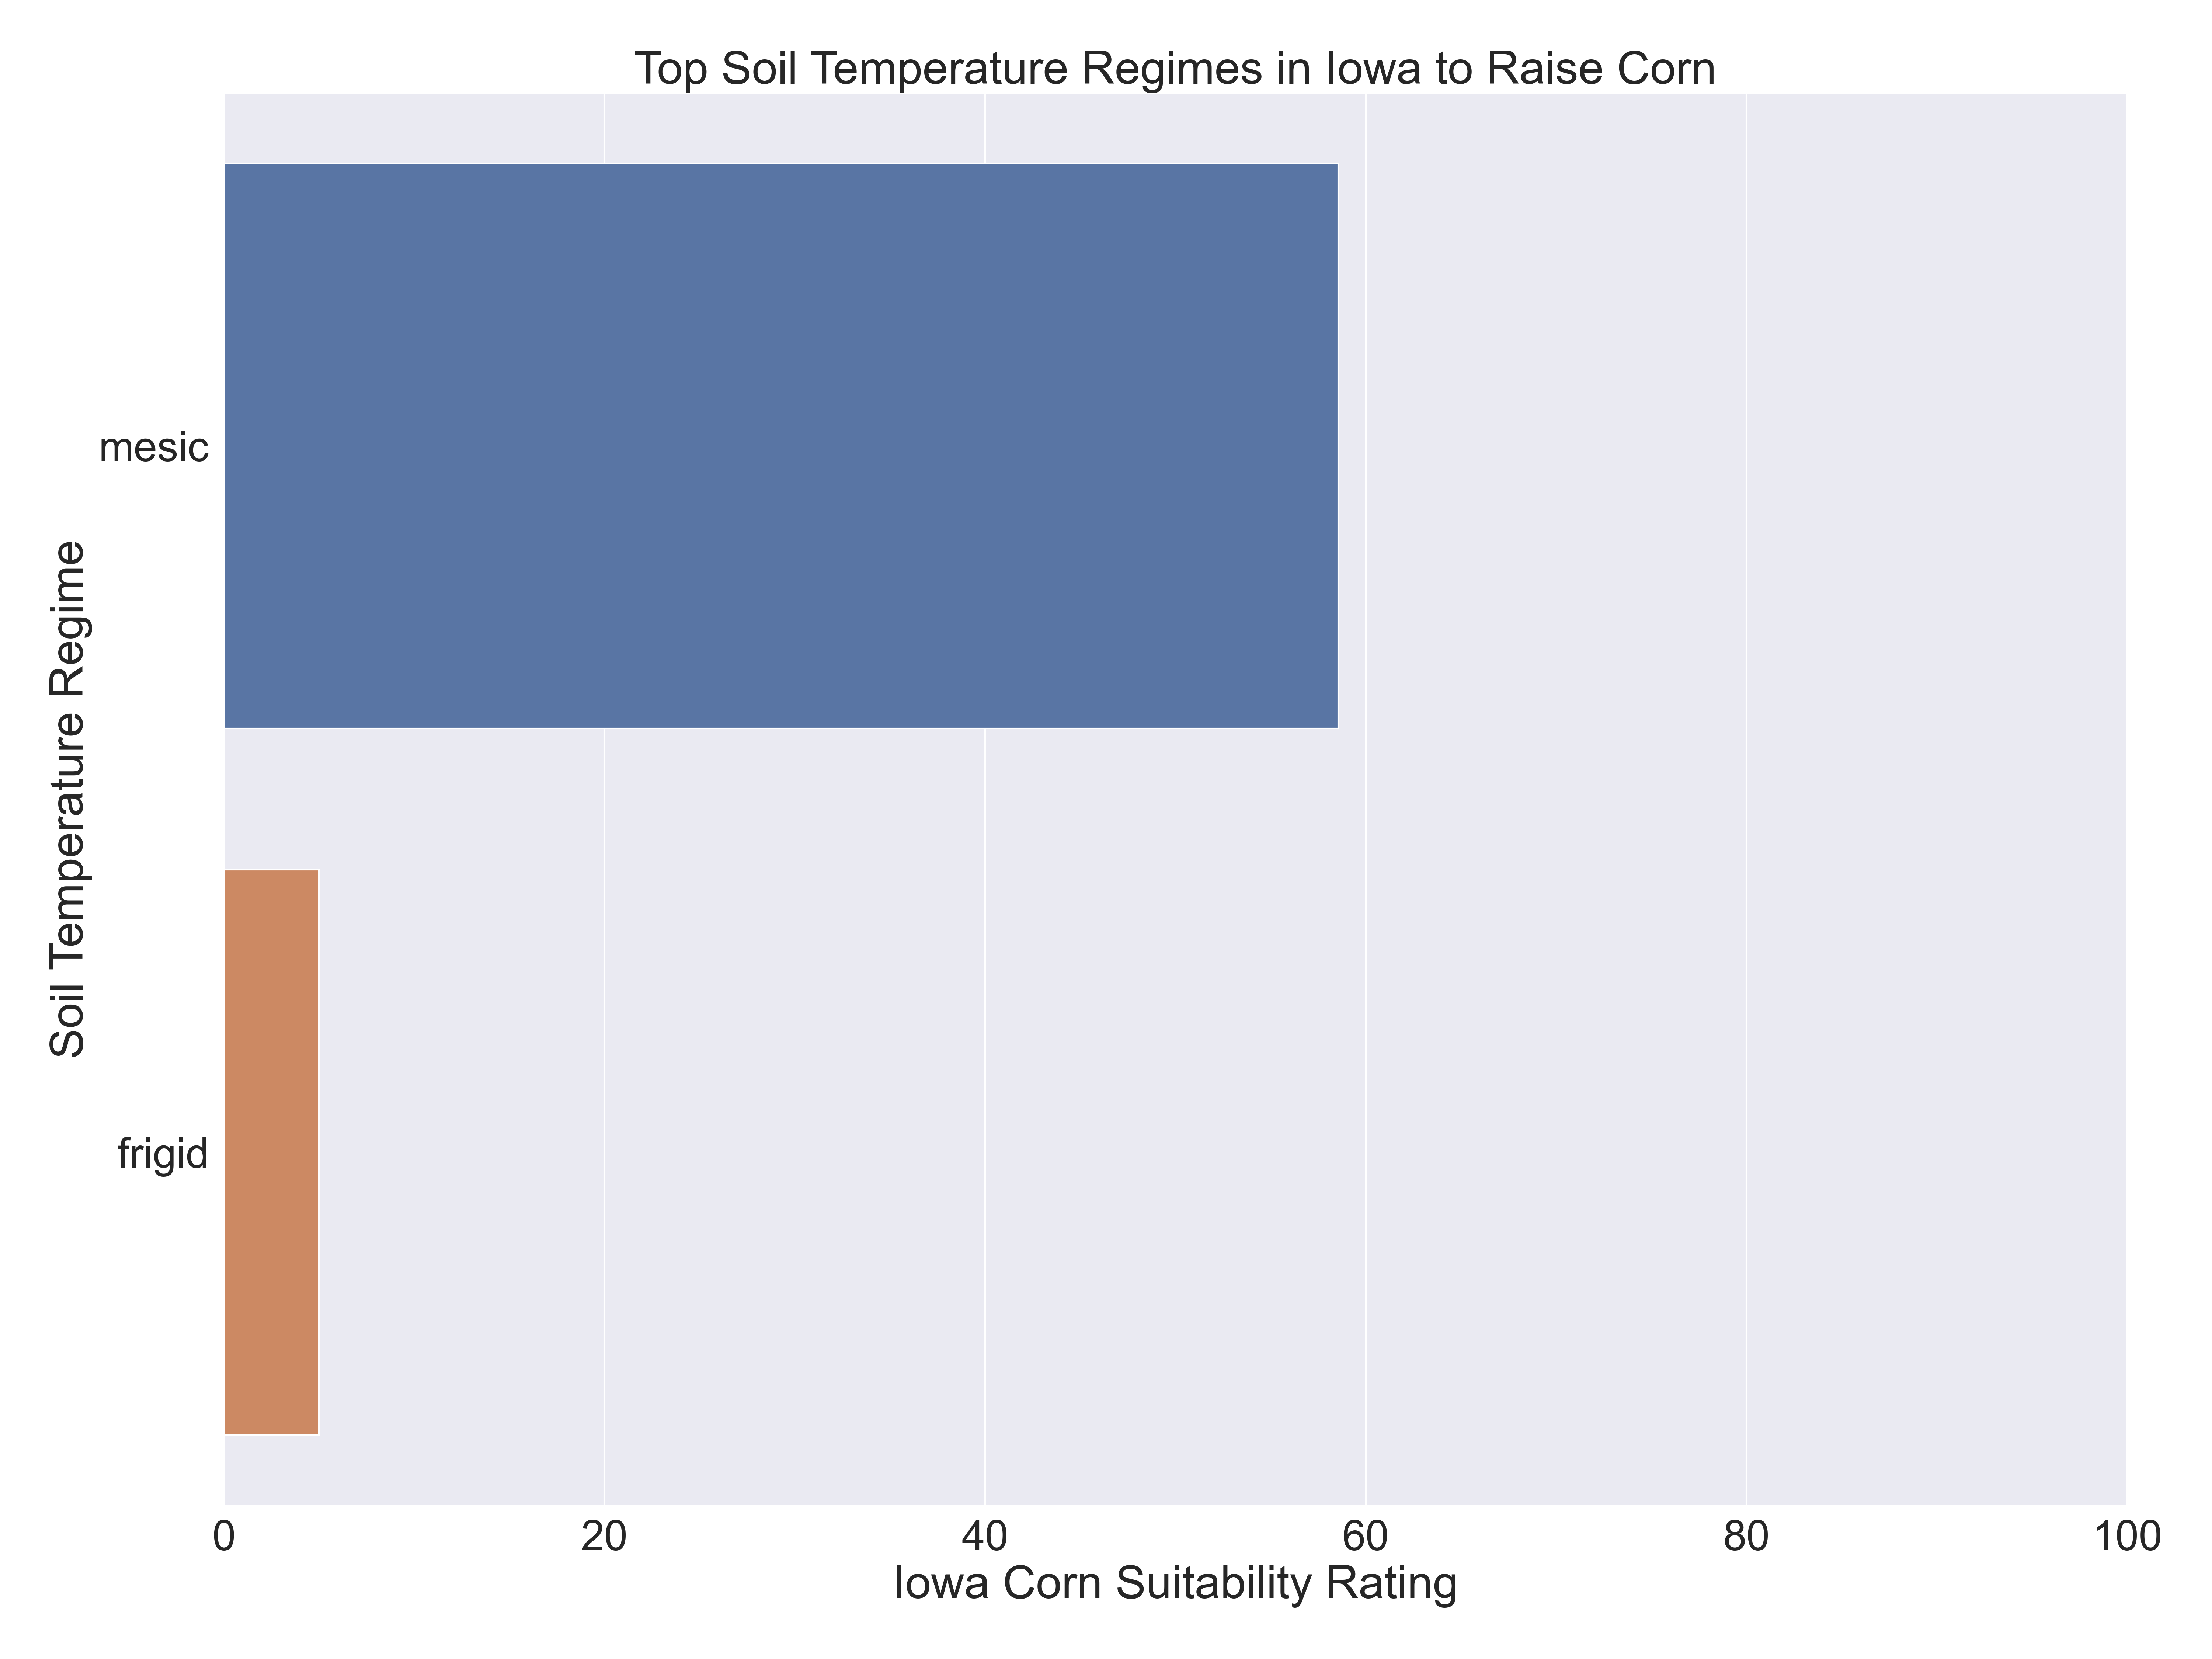 Top Soil Temperature Regimes in Iowa to Raise Corn
Soil Temperature Regime
mesic
frigid
0 20 40 60 80 100
Iowa Corn Suitability Rating